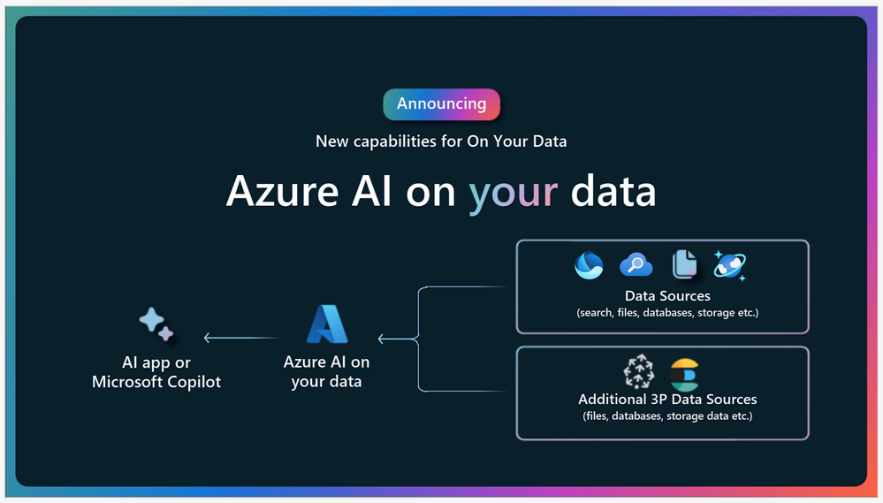 Announcing
New capabilities for On Your Data
Azure AI on your data
Data Sources
(search, files, databases, storage etc.)
AI app or
Microsoft Copilot
Azure AI on
your data
Additional 3P Data Sources
(files, databases, storage data etc.)